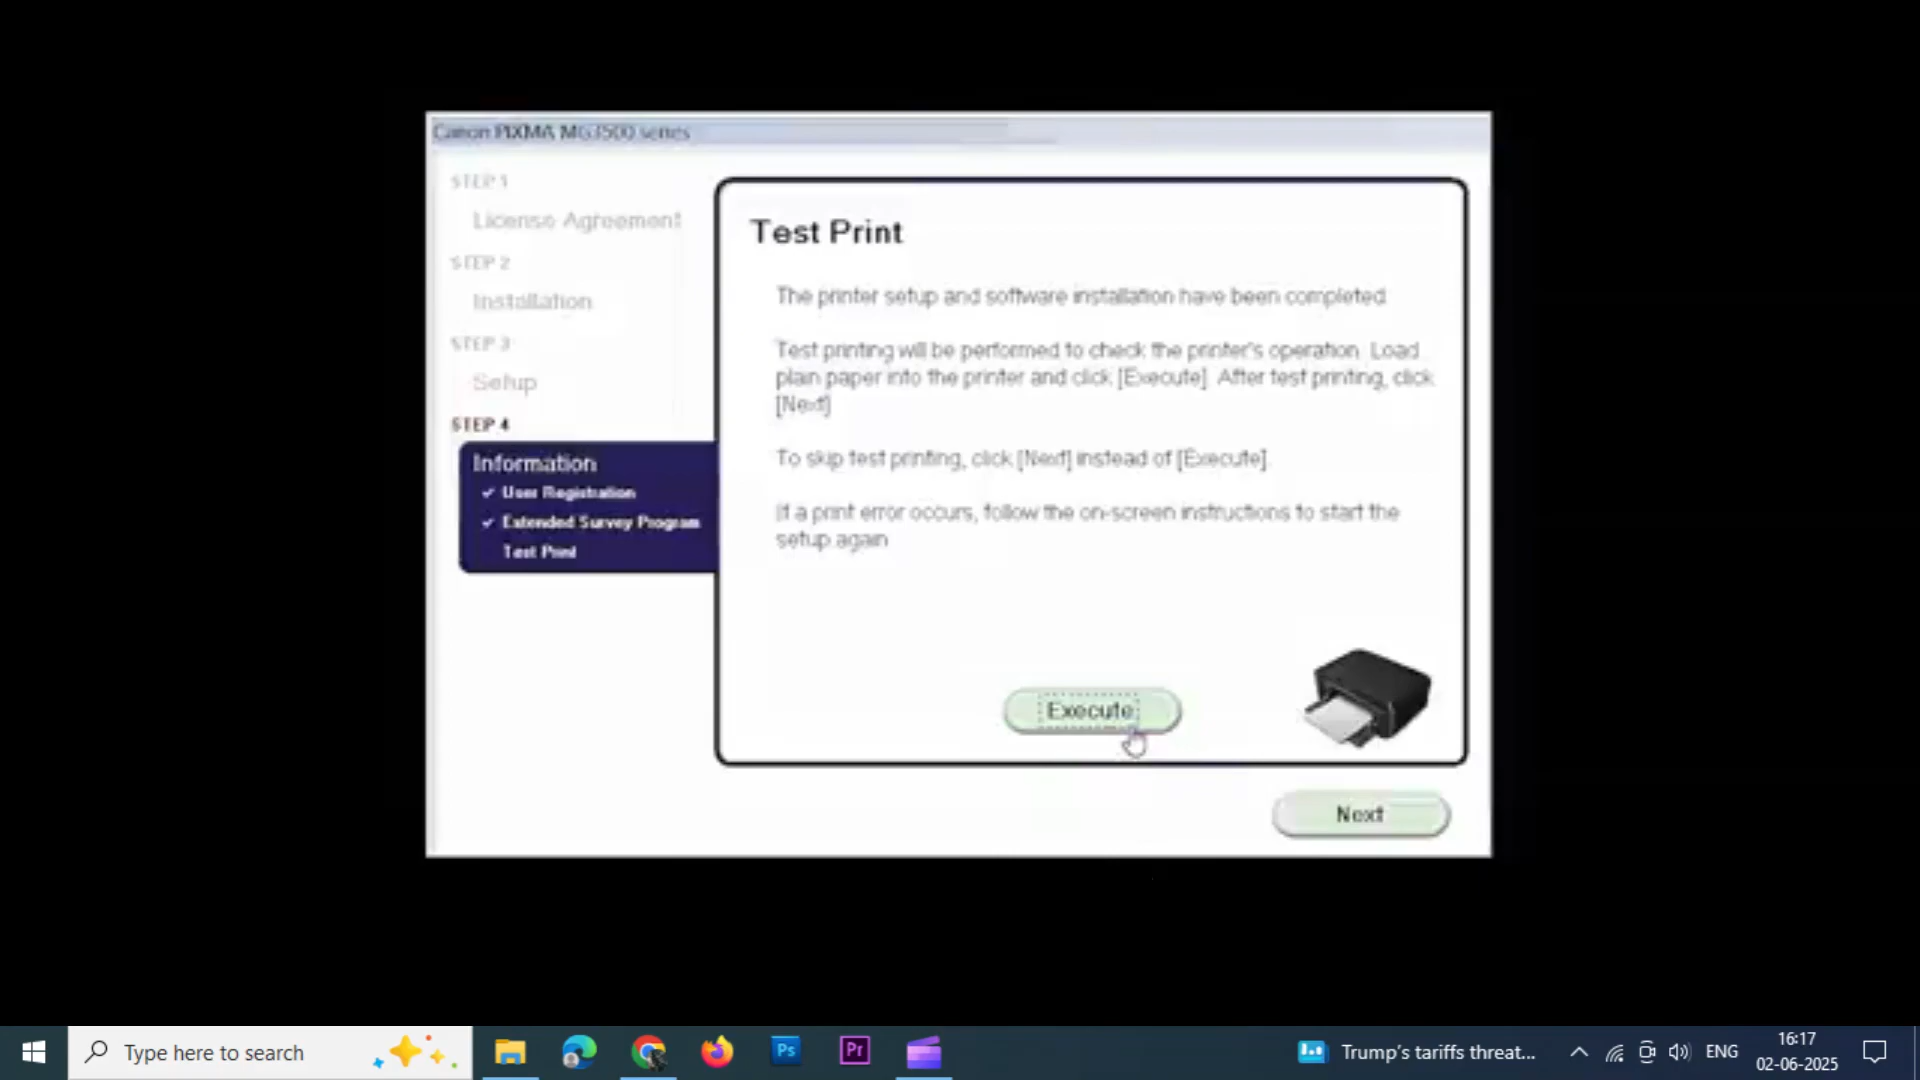 Canon PIXMA MG3500 series
STEP 1
License Agreement
STEP 2
Installation
STEP 3
Setup
STEP 4
Information
✓ User Registration
✓ Extended Survey Program
Test Print
Test Print
The printer setup and software installation have been completed.
Test printing will be performed to check the printer's operation. Load
plain paper into the printer and click [Execute]. After test printing, click
[Next].
To skip test printing, click [Next] instead of [Execute].
If a print error occurs, follow the on-screen instructions to start the
setup again.
Execute
Next
Type here to search
Ps
Pr
Trump's tariffs threat...
ENG
16:17
02-06-2025